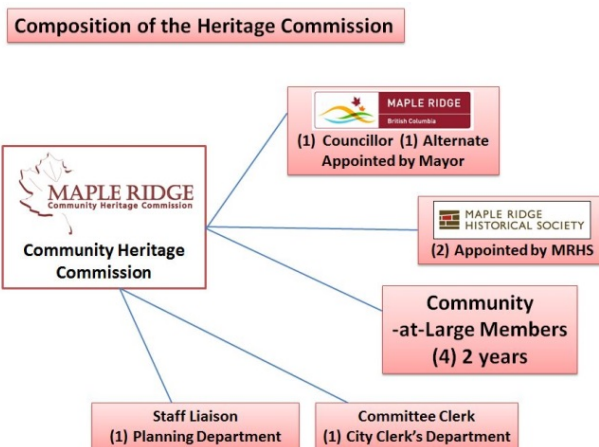 Composition of the Heritage Commission
MAPLE RIDGE
British Columbia
(1) Councillor (1) Alternate
Appointed by Mayor
MAPLE RIDGE
Community Heritage Commission
Community Heritage
Commission
MAPLE RIDGE
HISTORICAL SOCIETY
(2) Appointed by MRHS
Community
-at-Large Members
(4) 2 years
Staff Liaison
(1) Planning Department
Committee Clerk
(1) City Clerk's Department